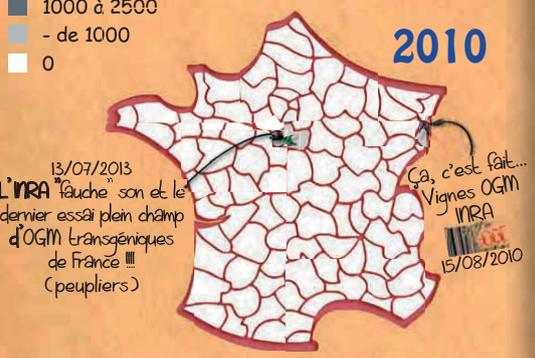 1000 à 2500
- de 1000
0
2010
13/07/2013
L'INRA "fauche" son et le
dernier essai plein champ
d'OGM transgéniques
de France !!!!
(peupliers)
Ça, c'est fait...
Vignes OGM
INRA
15/08/2010